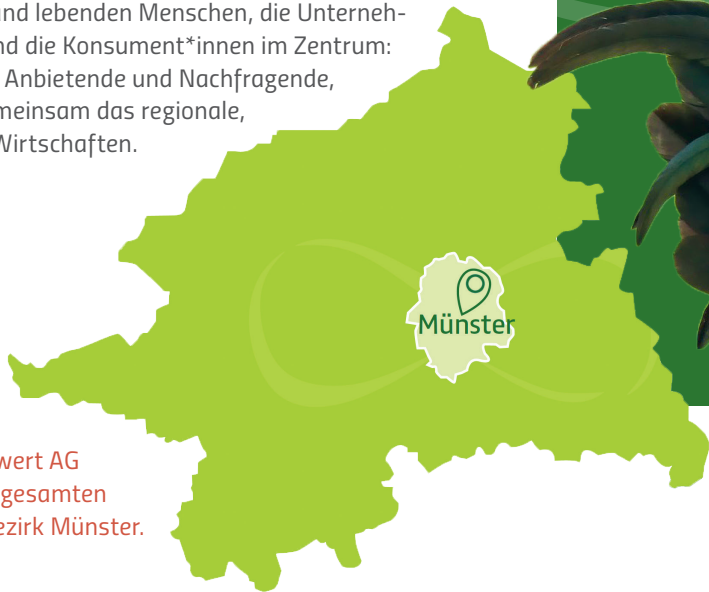 und lebenden Menschen, die Unterneh-
nd die Konsument*innen im Zentrum:
Anbietende und Nachfragende,
meinsam das regionale,
Wirtschaften.
Münster
wert AG
gesamten
ezirk Münster.